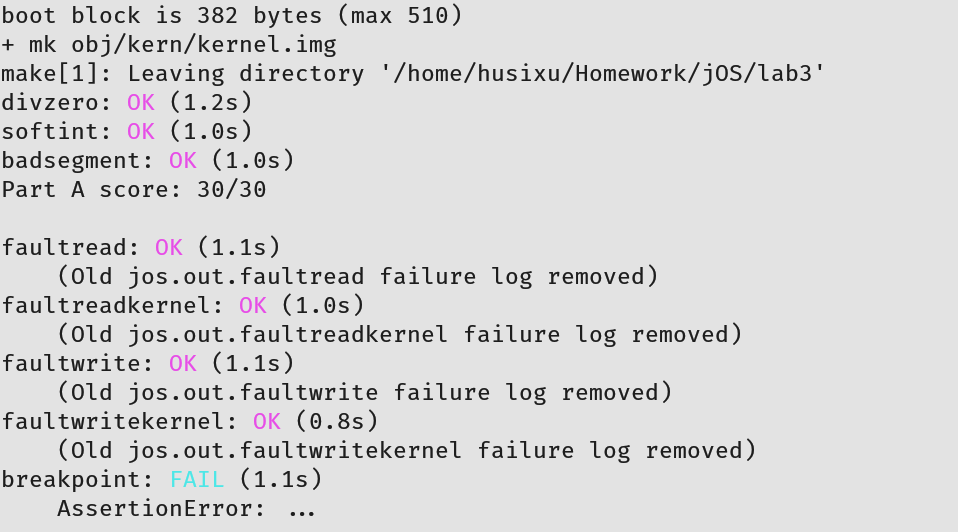 boot block is 382 bytes (max 510)
+ mk obj/kern/kernel.img
make[1]: Leaving directory '/home/husixu/Homework/jOS/lab3'
divzero: OK (1.2s)
softint: OK (1.0s)
badsegment: OK (1.0s)
Part A score: 30/30

faultread: OK (1.1s)
    (Old jos.out.faultread failure log removed)
faultreadkernel: OK (1.0s)
    (Old jos.out.faultreadkernel failure log removed)
faultwrite: OK (1.1s)
    (Old jos.out.faultwrite failure log removed)
faultwritekernel: OK (0.8s)
    (Old jos.out.faultwritekernel failure log removed)
breakpoint: FAIL (1.1s)
    AssertionError: ...